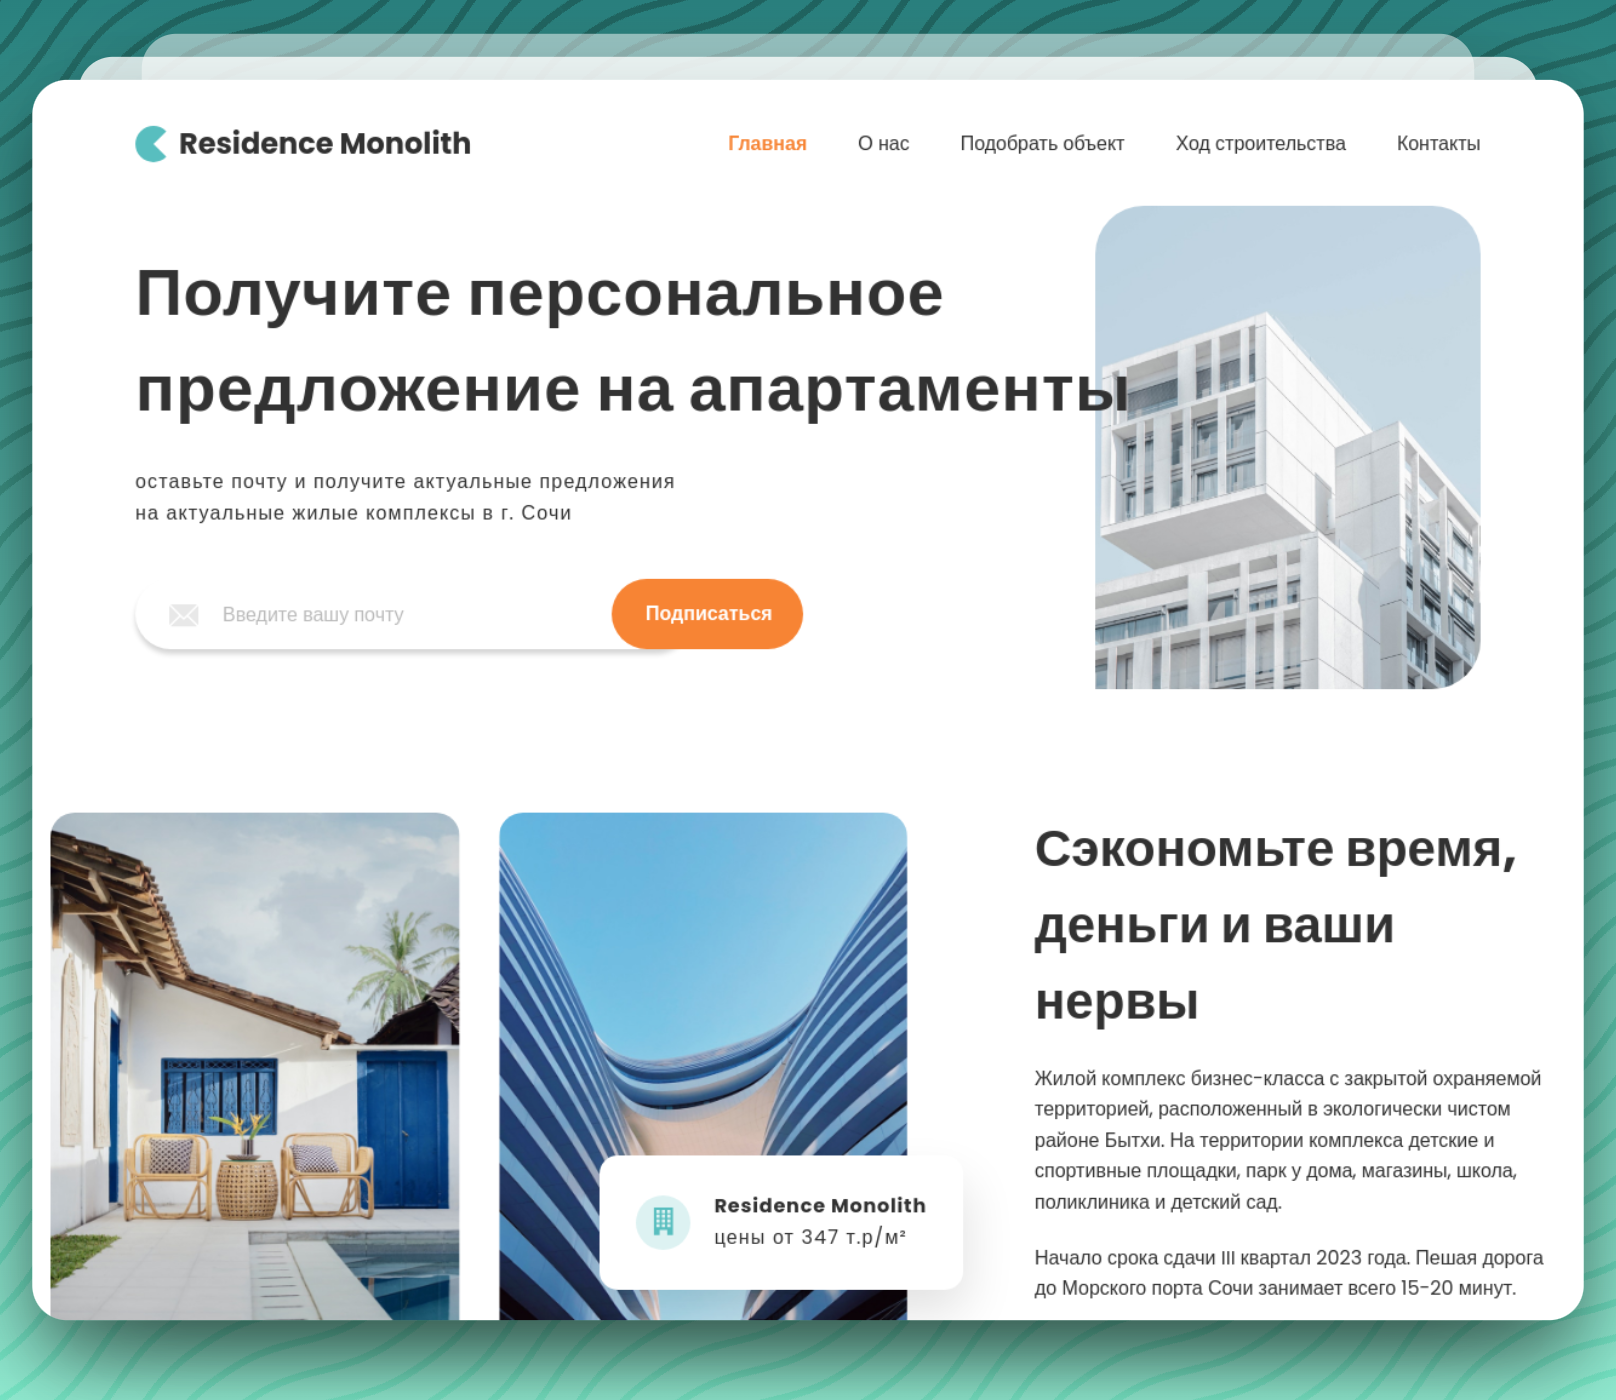 Residence Monolith
Главная
О нас
Подобрать объект
Ход строительства
Контакты
Получите персональное
предложение на апартаменты
оставьте почту и получите актуальные предложения
на актуальные жилые комплексы в г. Сочи
Введите вашу почту
Подписаться
Residence Monolith
цены от 347 т.р/м²
Сэкономьте время,
деньги и ваши
нервы
Жилой комплекс бизнес-класса с закрытой охраняемой
территорией, расположенный в экологически чистом
районе Бытхи. На территории комплекса детские и
спортивные площадки, парк у дома, магазины, школа,
поликлиника и детский сад.
Начало срока сдачи III квартал 2023 года. Пешая дорога
до Морского порта Сочи занимает всего 15-20 минут.